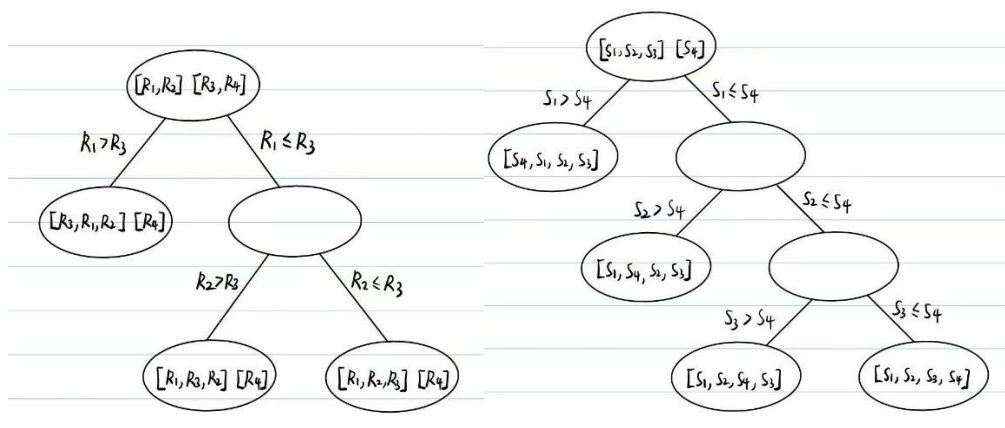 [R₁,R₂] [R₃,R₄]
R₁>R₃
R₁≤R₃
[R₃,R₁,R₂] [R₄]
R₂>R₃
R₂≤R₃
[R₁,R₃,R₂] [R₄]
[R₁,R₂,R₃] [R₄]
[S₁,S₂,S₃] [S₄]
S₁>S₄
S₁≤S₄
[S₄,S₁,S₂,S₃]
S₂>S₄
S₂≤S₄
[S₁,S₄,S₂,S₃]
S₃>S₄
S₃≤S₄
[S₁,S₂,S₄,S₃]
[S₁,S₂,S₃,S₄]